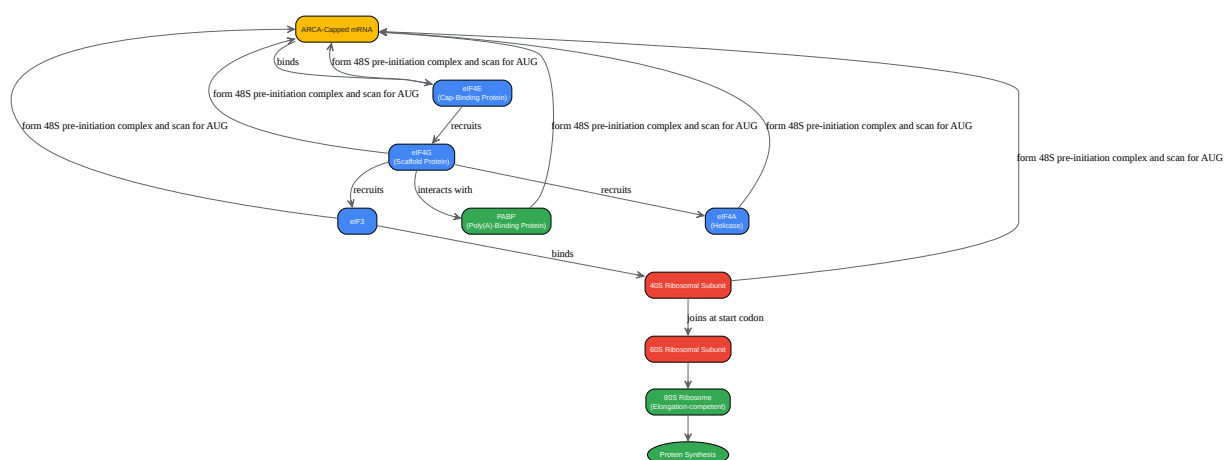 ARCA-Capped mRNA
binds
form 48S pre-initiation complex and scan for AUG
eIF4E
(Cap-Binding Protein)
form 48S pre-initiation complex and scan for AUG
form 48S pre-initiation complex and scan for AUG
recruits
form 48S pre-initiation complex and scan for AUG
form 48S pre-initiation complex and scan for AUG
eIF4G
(Scaffold Protein)
form 48S pre-initiation complex and scan for AUG
recruits
interacts with
recruits
eIF3
PABP
(Poly(A)-Binding Protein)
eIF4A
(Helicase)
binds
40S Ribosomal Subunit
joins at start codon
60S Ribosomal Subunit
80S Ribosome
(Elongation-competent)
Protein Synthesis